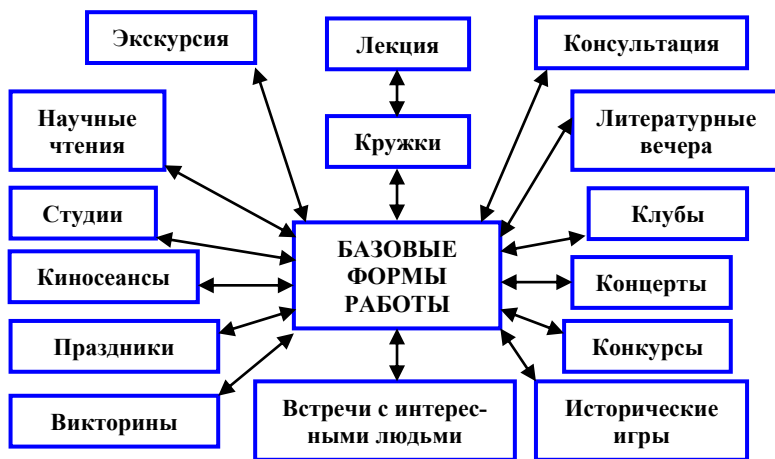 Экскурсия
Лекция
Консультация
Научные
чтения
Кружки
Литературные
вечера
Студии
Клубы
БАЗОВЫЕ
ФОРМЫ
РАБОТЫ
Киносеансы
Концерты
Праздники
Конкурсы
Викторины
Встречи с интерес-
ными людьми
Исторические
игры